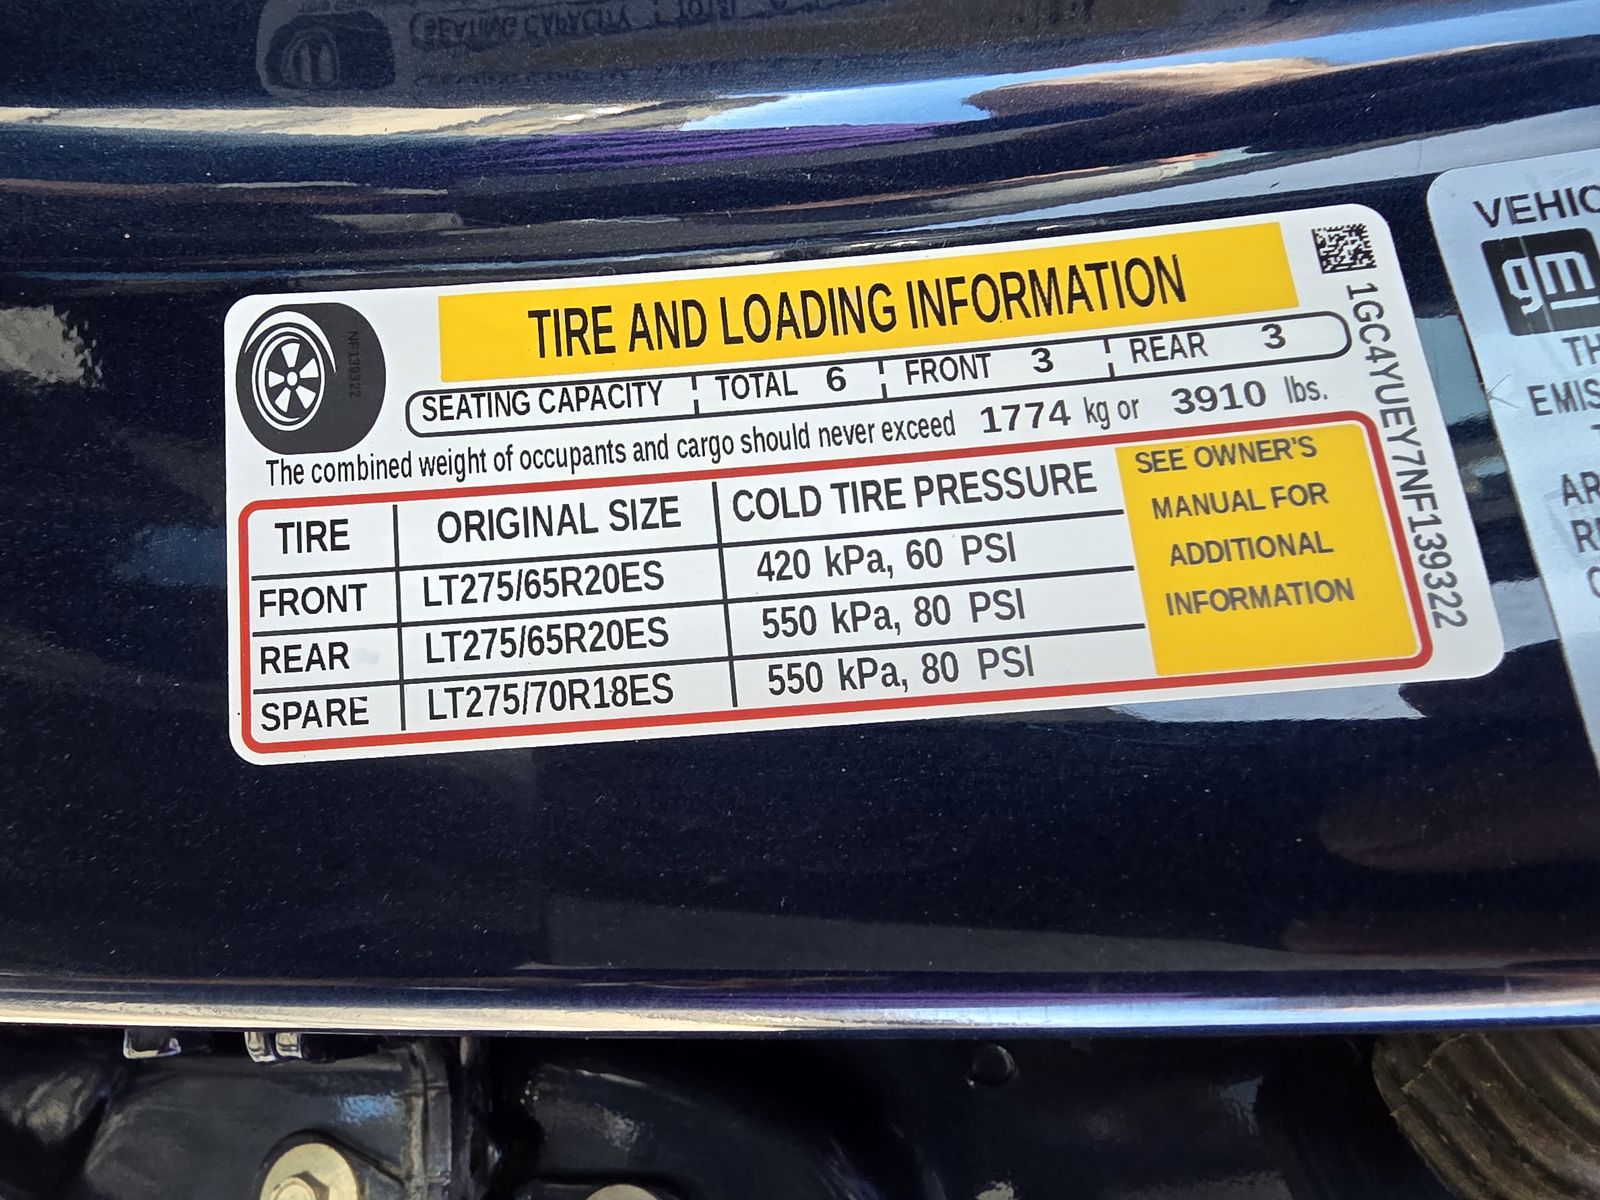 TIRE AND LOADING INFORMATION
NF139322
SEATING CAPACITY TOTAL 6 FRONT 3 REAR 3
The combined weight of occupants and cargo should never exceed 1774 kg or 3910 lbs.
TIRE ORIGINAL SIZE COLD TIRE PRESSURE
FRONT LT275/65R20ES 420 kPa, 60 PSI
REAR LT275/65R20ES 550 kPa, 80 PSI
SPARE LT275/70R18ES 550 kPa, 80 PSI
SEE OWNER'S
MANUAL FOR
ADDITIONAL
INFORMATION
1GC4YUEY7NF139322
gm
SEATING CAPACITY TOTAL